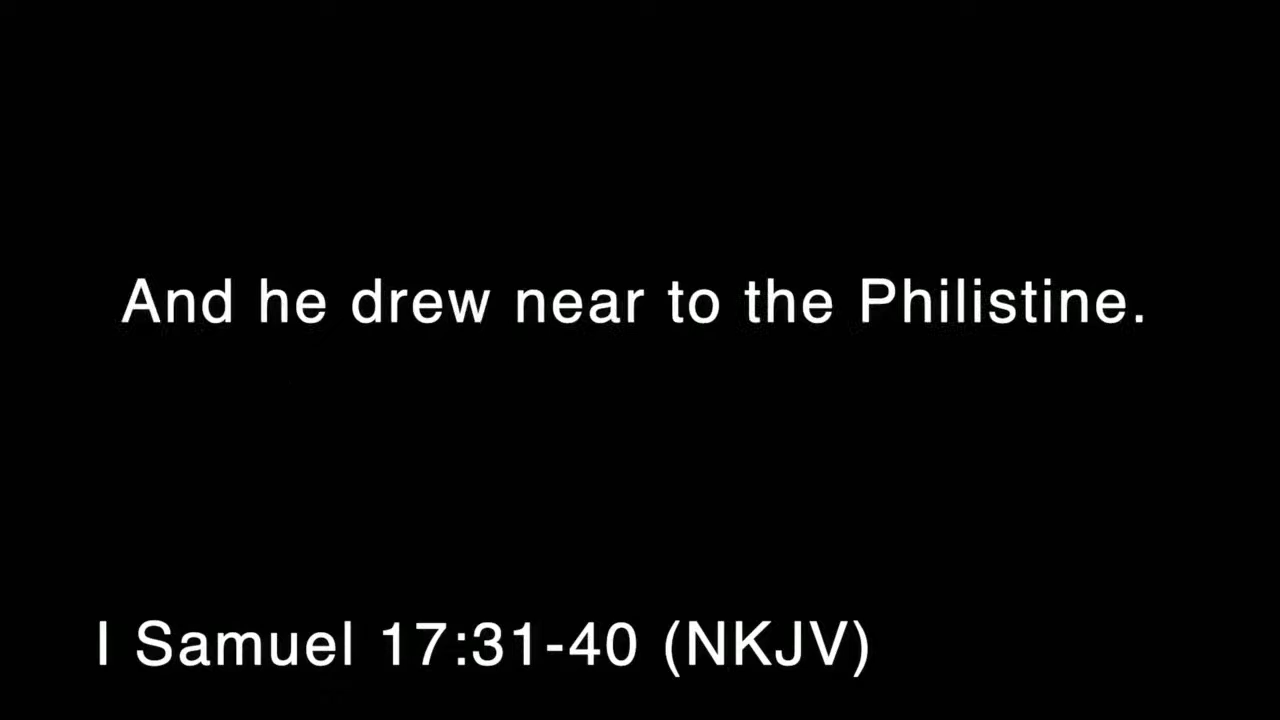 And he drew near to the Philistine.
I Samuel 17:31-40 (NKJV)